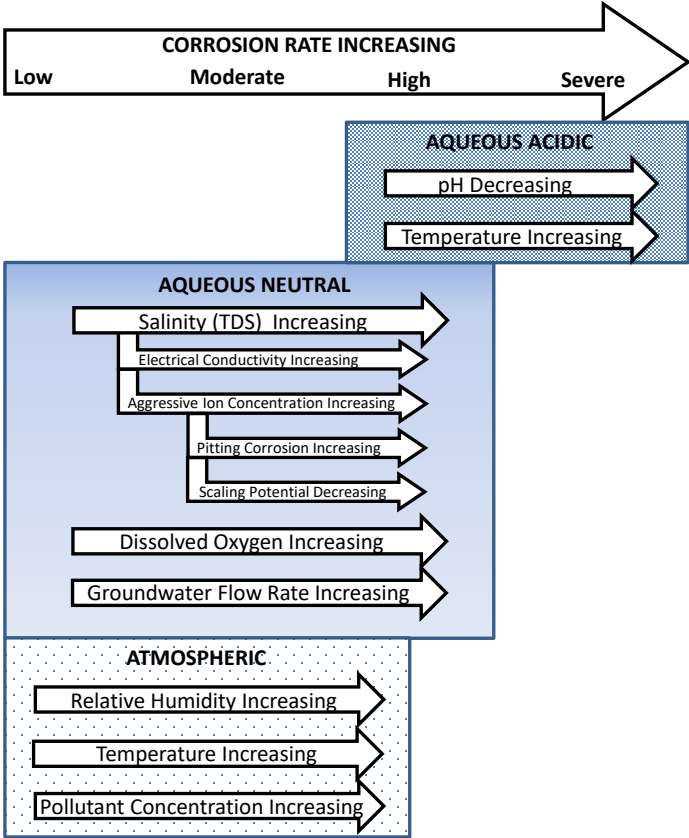 CORROSION RATE INCREASING
Low Moderate High Severe
AQUEOUS ACIDIC
pH Decreasing
Temperature Increasing
AQUEOUS NEUTRAL
Salinity (TDS) Increasing
Electrical Conductivity Increasing
Aggressive Ion Concentration Increasing
Pitting Corrosion Increasing
Scaling Potential Decreasing
Dissolved Oxygen Increasing
Groundwater Flow Rate Increasing
ATMOSPHERIC
Relative Humidity Increasing
Temperature Increasing
Pollutant Concentration Increasing